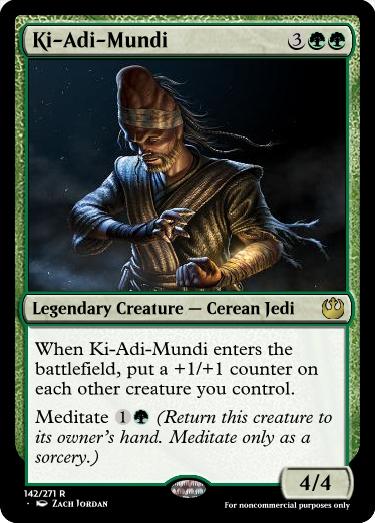 Ki-Adi-Mundi 3
Legendary Creature — Cerean Jedi
When Ki-Adi-Mundi enters the
battlefield, put a +1/+1 counter on
each other creature you control.
Meditate 1 (Return this creature to
its owner's hand. Meditate only as a
sorcery.)
4/4
142/271 R
· Zach Jordan
For noncommercial purposes only